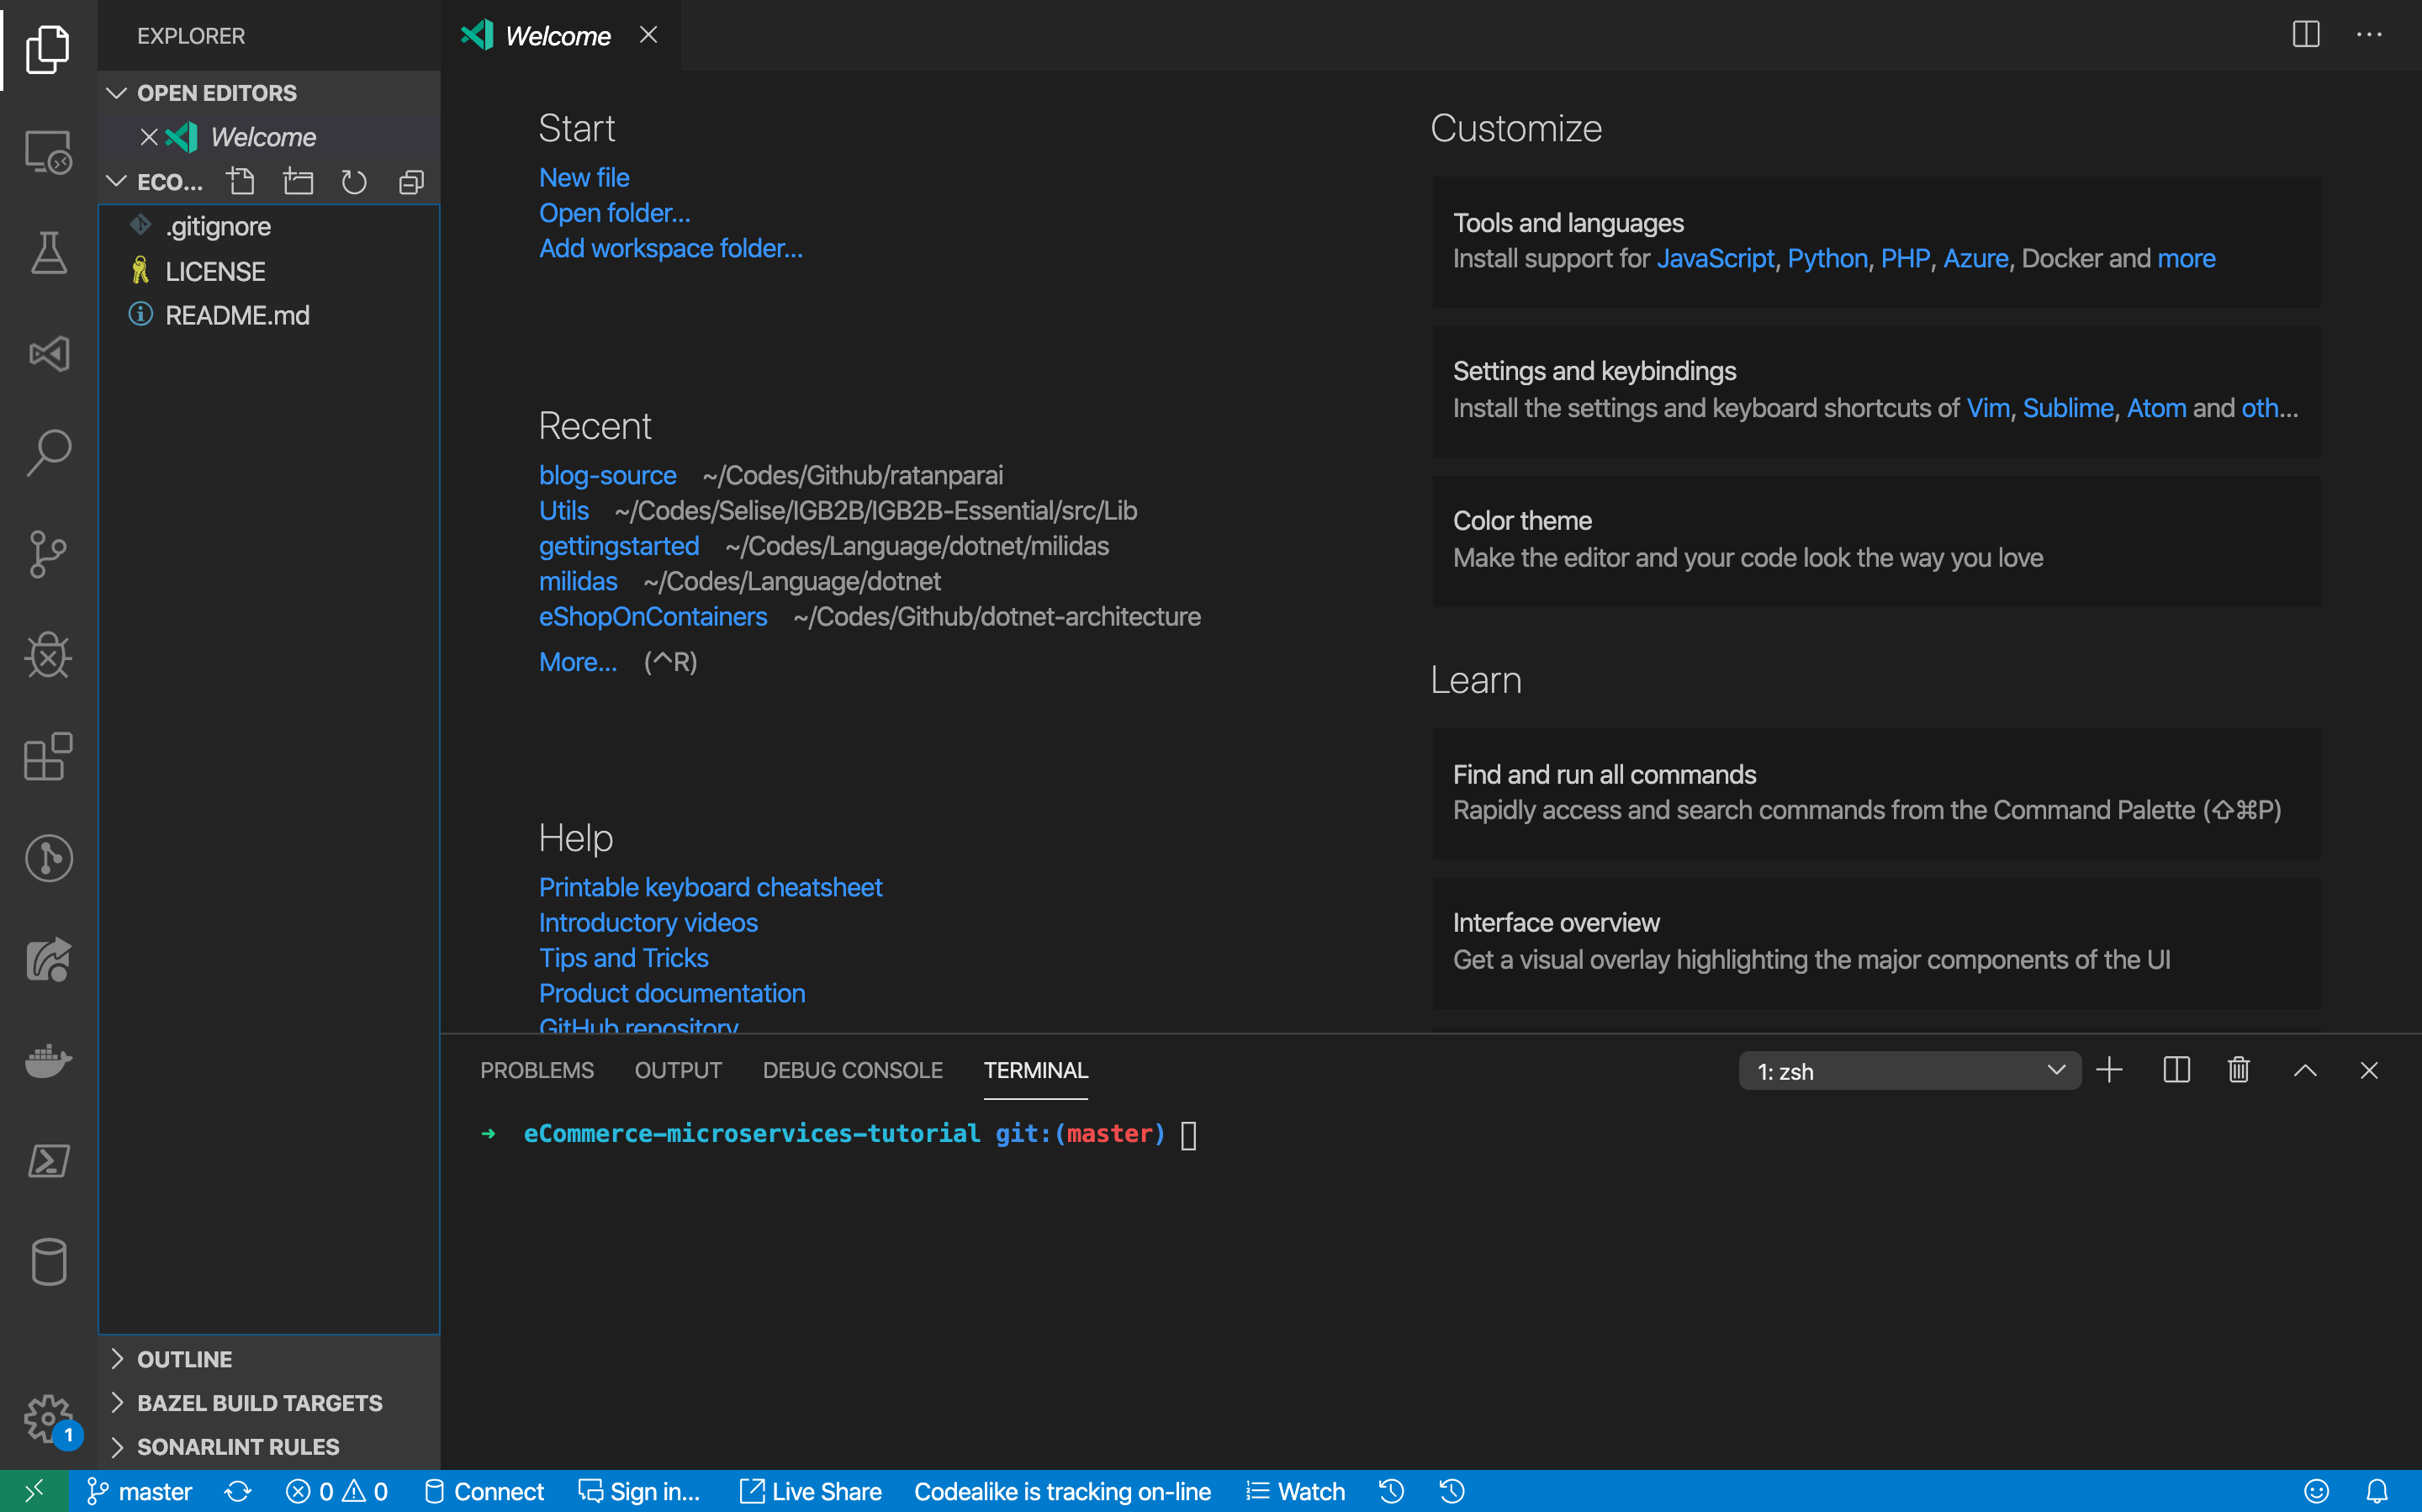 EXPLORER
OPEN EDITORS
Welcome
ECO...
.gitignore
LICENSE
README.md
OUTLINE
BAZEL BUILD TARGETS
SONARLINT RULES
Welcome
Start
New file
Open folder...
Add workspace folder...
Recent
blog-source ~/Codes/Github/ratanparai
Utils ~/Codes/Selise/IGB2B/IGB2B-Essential/src/Lib
gettingstarted ~/Codes/Language/dotnet/milidas
milidas ~/Codes/Language/dotnet
eShopOnContainers ~/Codes/Github/dotnet-architecture
More... (^R)
Help
Printable keyboard cheatsheet
Introductory videos
Tips and Tricks
Product documentation
GitHub repository
Customize
Tools and languages
Install support for JavaScript, Python, PHP, Azure, Docker and more
Settings and keybindings
Install the settings and keyboard shortcuts of Vim, Sublime, Atom and oth...
Color theme
Make the editor and your code look the way you love
Learn
Find and run all commands
Rapidly access and search commands from the Command Palette (⇧⌘P)
Interface overview
Get a visual overlay highlighting the major components of the UI
PROBLEMS OUTPUT DEBUG CONSOLE TERMINAL
1: zsh
→ eCommerce-microservices-tutorial git:(master)
1
master 0 0 Connect Sign in... Live Share Codealike is tracking on-line Watch